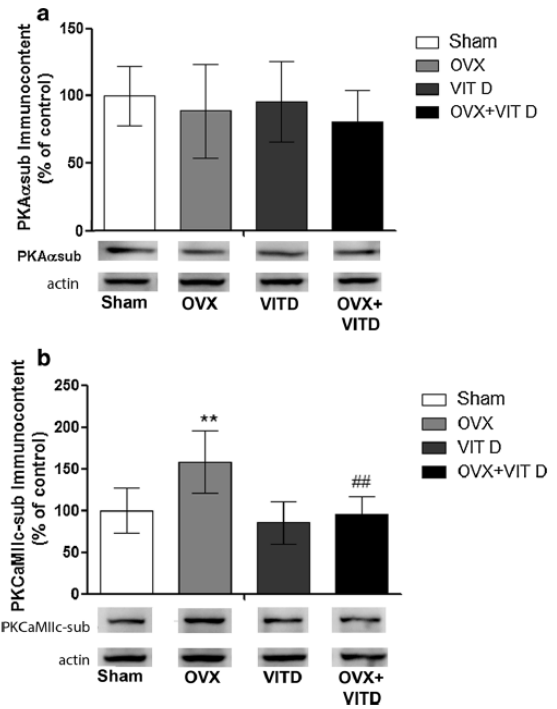 a
PKAαsub Immunocontent
(% of control)
150
100
50
0
Sham
OVX
VIT D
OVX+VIT D
PKAαsub
actin
Sham OVX VITD OVX+
VITD
b
PKCaMIIc-sub Immunocontent
(% of control)
250
200
150
100
50
0
**
##
Sham
OVX
VIT D
OVX+VIT D
PKCaMIIc-sub
actin
Sham OVX VITD OVX+
VITD